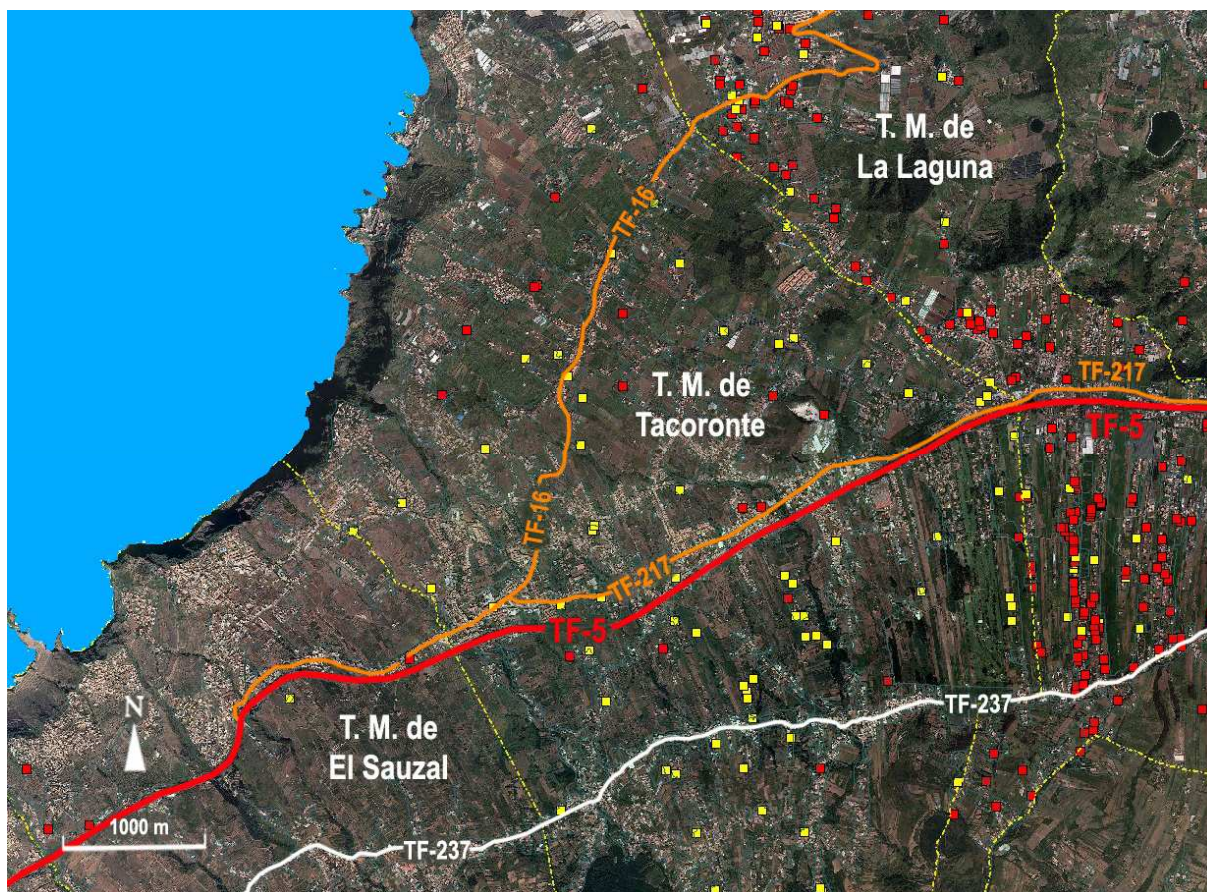 T. M. de
La Laguna
TF-16
T. M. de
Tacoronte
TF-217
TF-5
TF-16
TF-217
TF-5
TF-237
N
T. M. de
El Sauzal
1000 m
TF-237